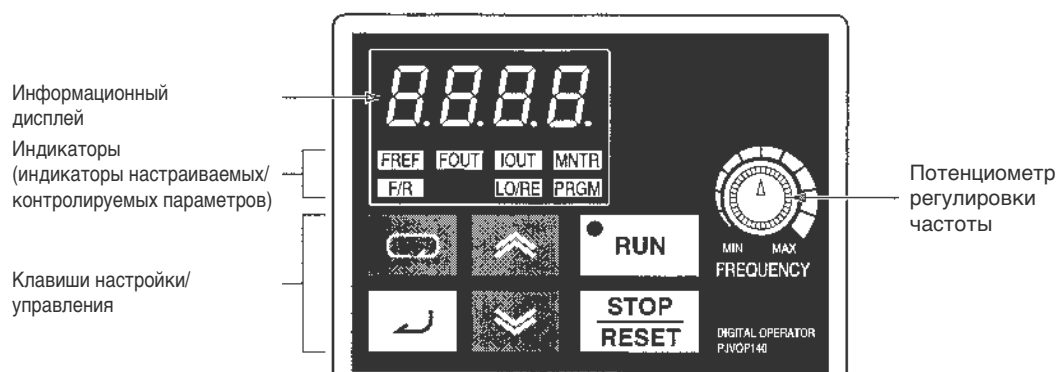 Информационный
дисплей
Индикаторы
(индикаторы настраиваемых/
контролируемых параметров)
Клавиши настройки/
управления
8.8.8.8.
FREF FOUT IOUT MNTR
F/R LO/RE PRGM
RUN
STOP
RESET
MIN MAX
FREQUENCY
DIGITAL OPERATOR
PJVOP140
Потенциометр
регулировки
частоты